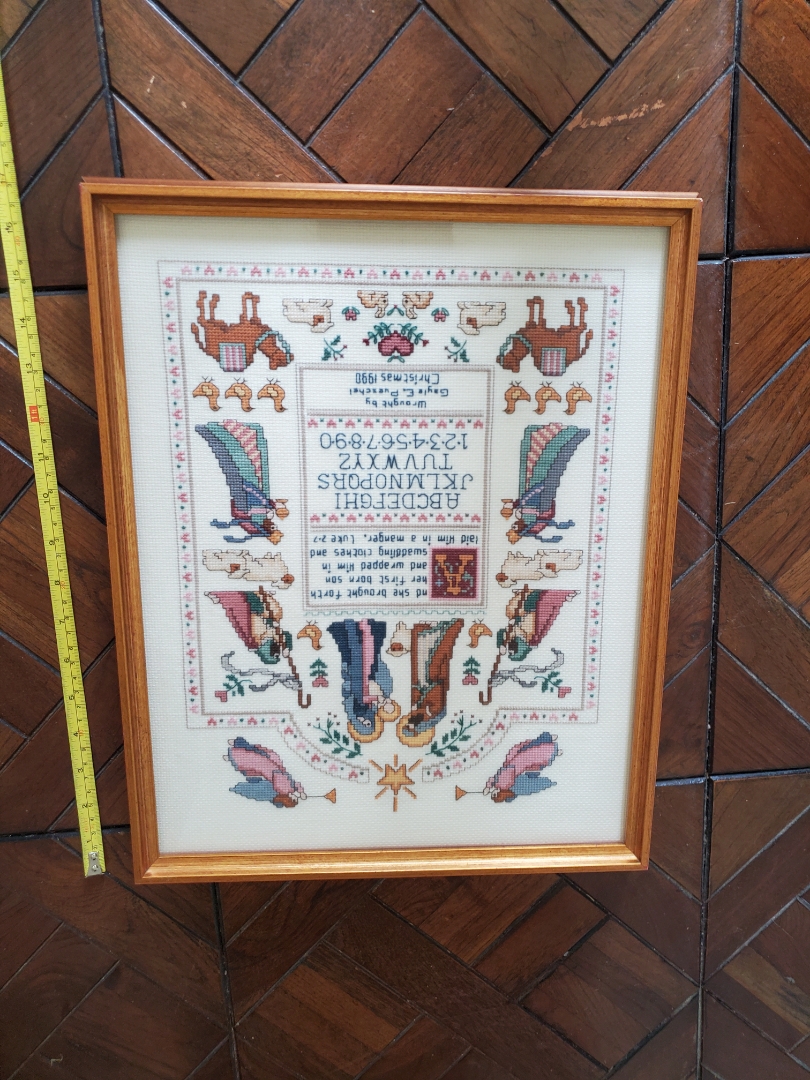 And she brought forth
her first born son
and wrapped Him in
swaddling clothes and
laid Him in a manger. Luke 2:7
ABCDEFGHI
JKLMNOPQRS
TUVWXYZ
1·2·3·4·5·6·7·8·9·0
Wrought by
Gayle E. Pueschel
Christmas 1990